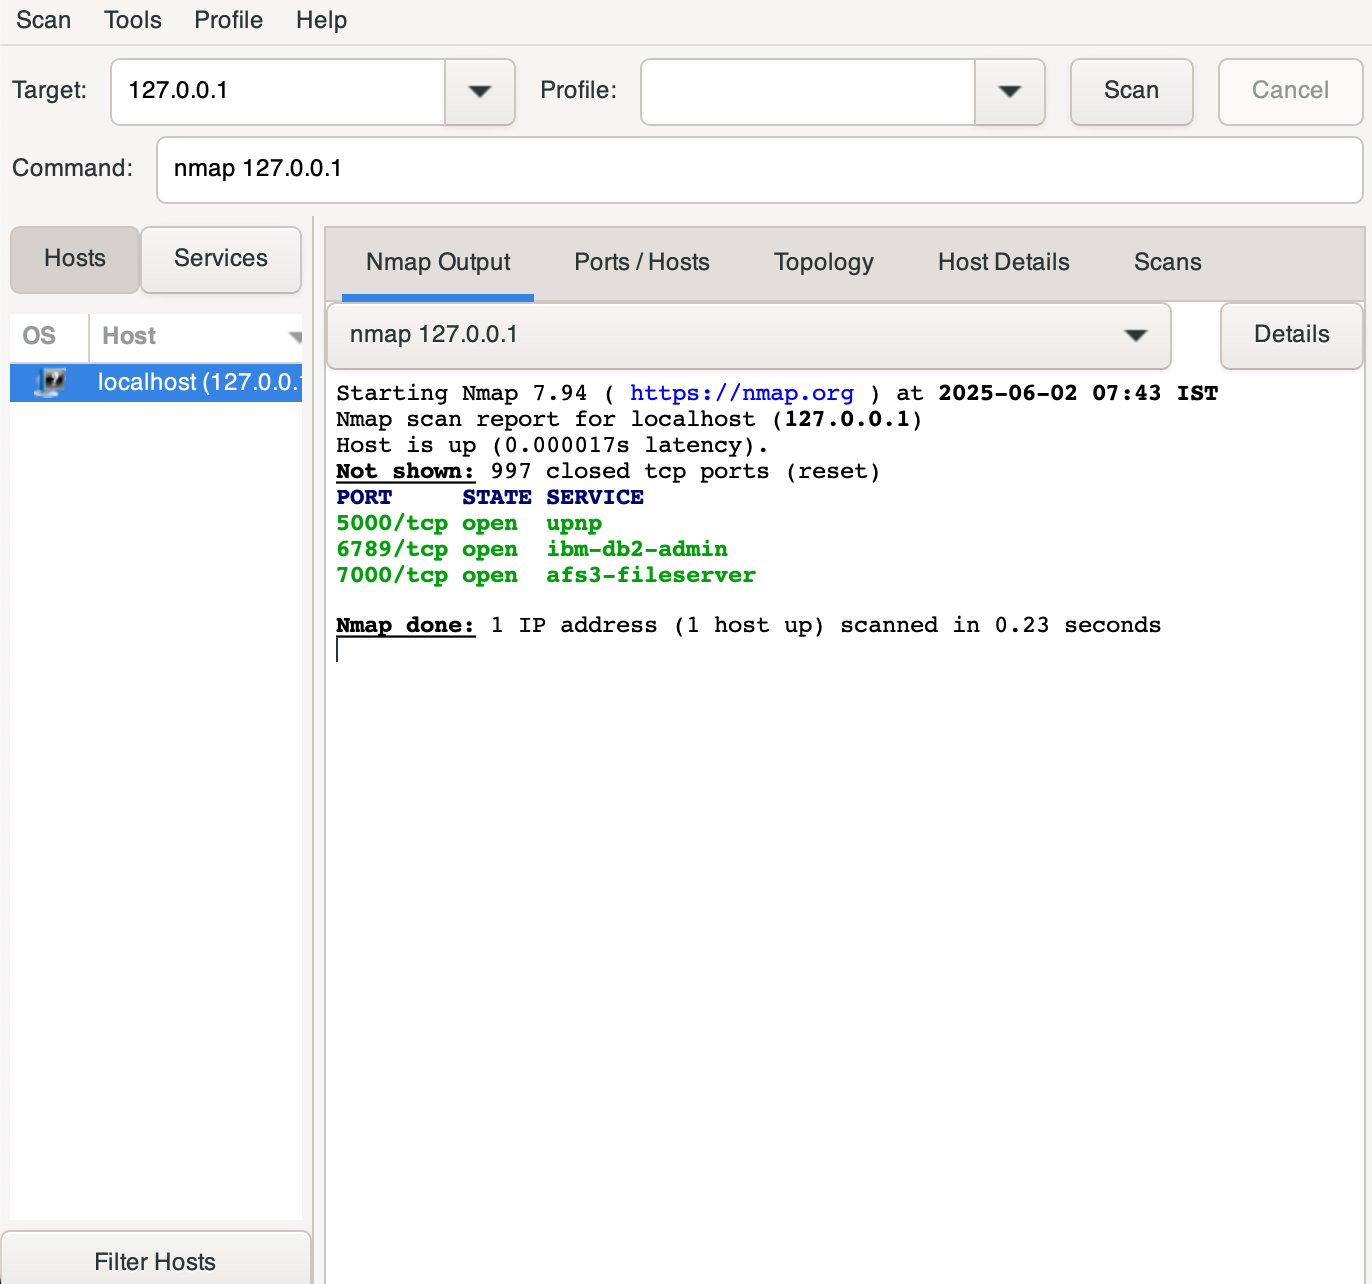 Scan Tools Profile Help
Target: 127.0.0.1 Profile: Scan Cancel
Command: nmap 127.0.0.1
Hosts Services
Nmap Output Ports / Hosts Topology Host Details Scans
OS Host
localhost (127.0.0.
nmap 127.0.0.1 Details
Starting Nmap 7.94 ( https://nmap.org ) at 2025-06-02 07:43 IST
Nmap scan report for localhost (127.0.0.1)
Host is up (0.000017s latency).
Not shown: 997 closed tcp ports (reset)
PORT STATE SERVICE
5000/tcp open upnp
6789/tcp open ibm-db2-admin
7000/tcp open afs3-fileserver
Nmap done: 1 IP address (1 host up) scanned in 0.23 seconds
Filter Hosts